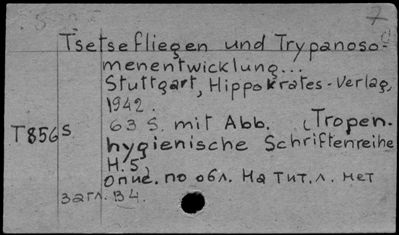 7
Tsetsefliegen und Trypanoso-
menentwicklung...
Stuttgart, Hippokrates-Verlag,
1942.
T856s 63 S. mit Abb. (Tropen-
hygienische Schriftenreihe
H.5)
Опис. по обл. На тит. л. нет
загл. В4.